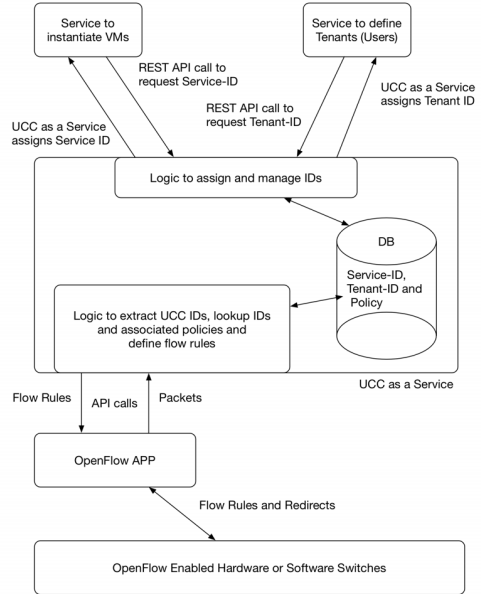 Service to
instantiate VMs
Service to define
Tenants (Users)
REST API call to
request Service-ID
UCC as a Service
assigns Tenant ID
REST API call to
request Tenant-ID
UCC as a Service
assigns Service ID
Logic to assign and manage IDs
DB
Service-ID,
Tenant-ID and
Policy
Logic to extract UCC IDs, lookup IDs
and associated policies and
define flow rules
UCC as a Service
Flow Rules
API calls
Packets
OpenFlow APP
Flow Rules and Redirects
OpenFlow Enabled Hardware or Software Switches